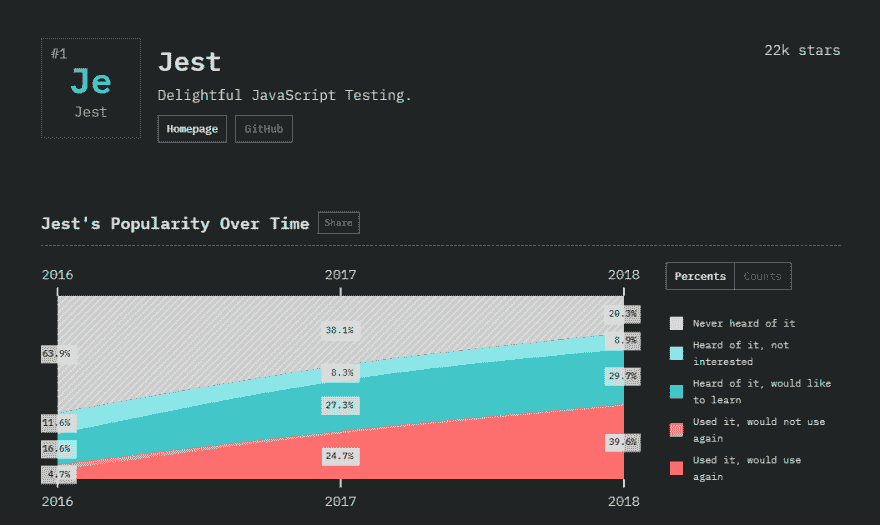 #1
Je
Jest
Jest
22k stars
Delightful JavaScript Testing.
Homepage GitHub
Jest's Popularity Over Time Share
2016 2017 2018
Percents Counts
63.9%
11.6%
16.6%
4.7%
38.1%
8.3%
27.3%
24.7%
20.3%
8.9%
29.7%
39.6%
Never heard of it
Heard of it, not
interested
Heard of it, would like
to learn
Used it, would not use
again
Used it, would use
again
2016 2017 2018